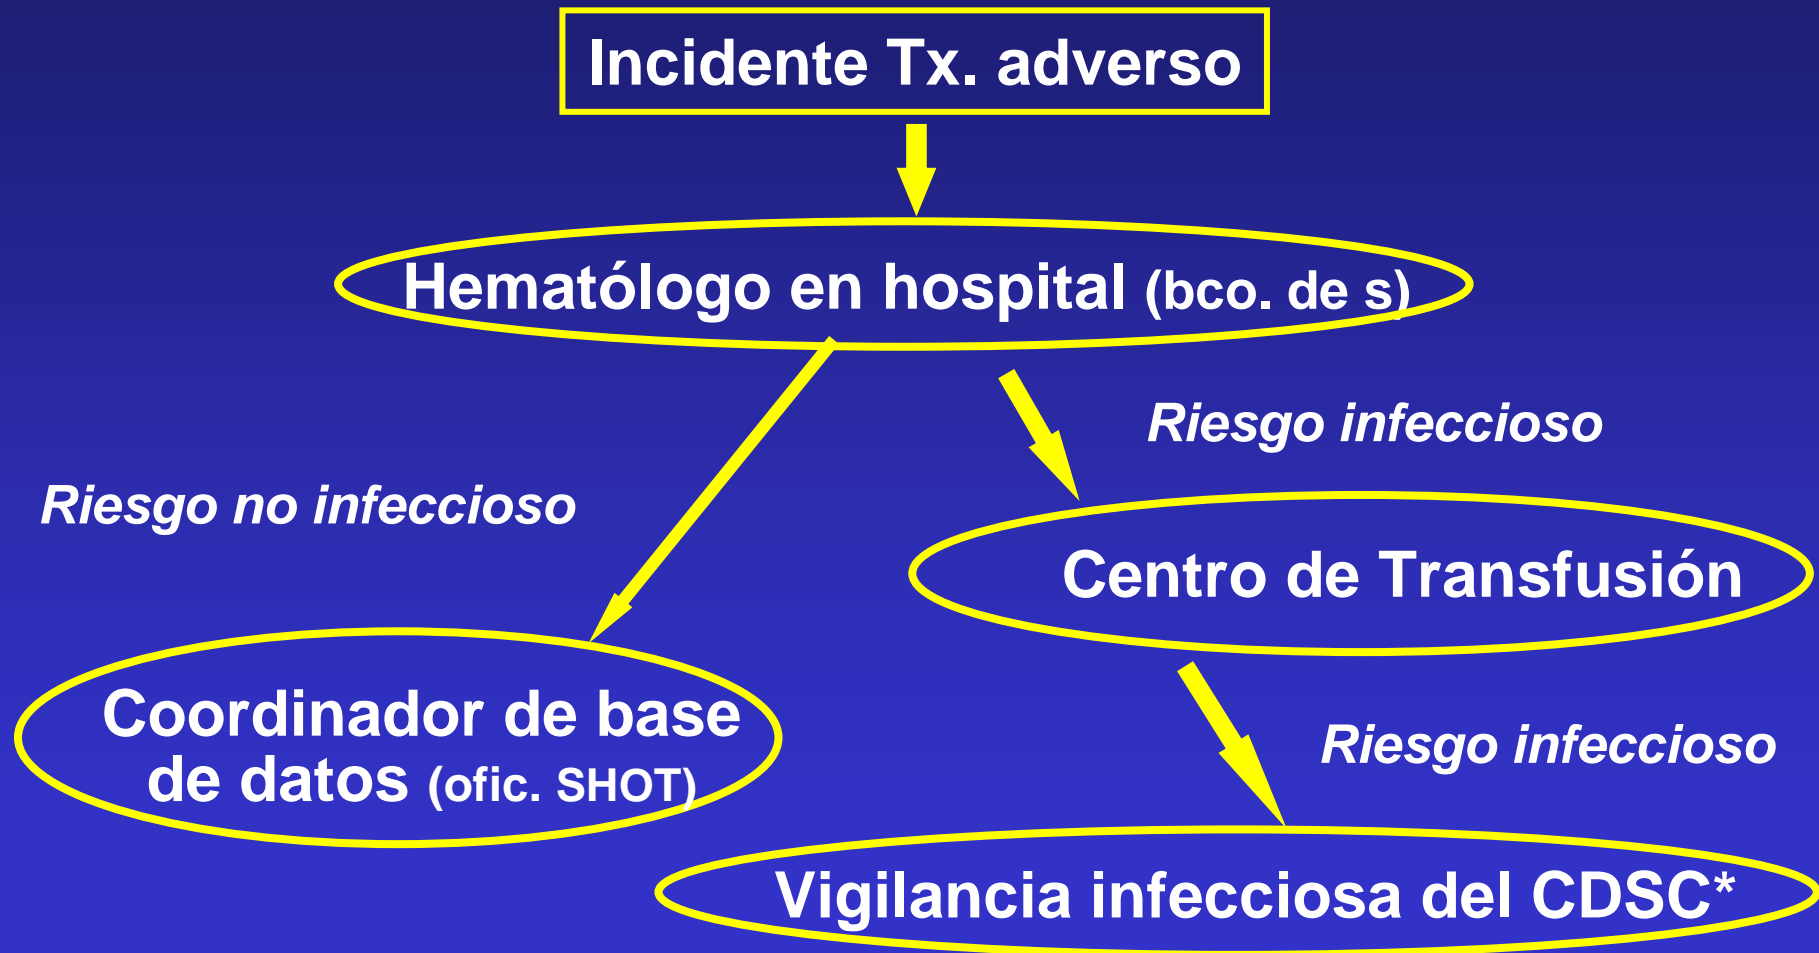 Incidente Tx. adverso
Hematólogo en hospital (bco. de s)
Riesgo infeccioso
Riesgo no infeccioso
Centro de Transfusión
Coordinador de base
de datos (ofic. SHOT)
Riesgo infeccioso
Vigilancia infecciosa del CDSC*